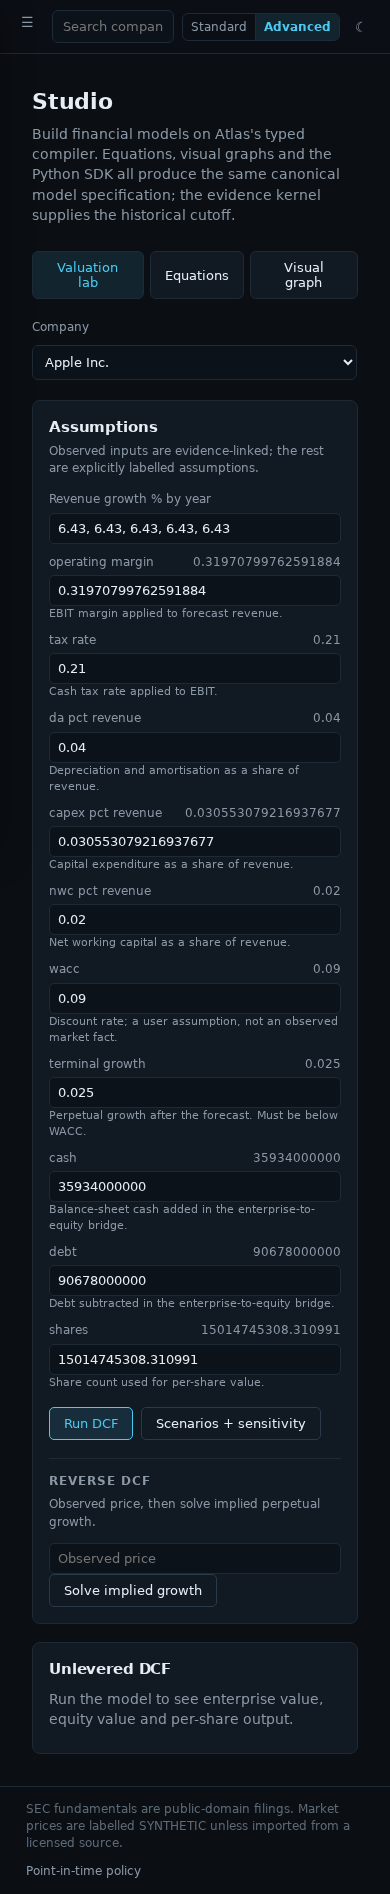 ☰
Search compan
Standard
Advanced
☾
Studio
Build financial models on Atlas's typed
compiler. Equations, visual graphs and the
Python SDK all produce the same canonical
model specification; the evidence kernel
supplies the historical cutoff.
Valuation
lab
Equations
Visual
graph
Company
Apple Inc.
Assumptions
Observed inputs are evidence-linked; the rest
are explicitly labelled assumptions.
Revenue growth % by year
6.43, 6.43, 6.43, 6.43, 6.43
operating margin 0.31970799762591884
0.31970799762591884
EBIT margin applied to forecast revenue.
tax rate 0.21
0.21
Cash tax rate applied to EBIT.
da pct revenue 0.04
0.04
Depreciation and amortisation as a share of
revenue.
capex pct revenue 0.030553079216937677
0.030553079216937677
Capital expenditure as a share of revenue.
nwc pct revenue 0.02
0.02
Net working capital as a share of revenue.
wacc 0.09
0.09
Discount rate; a user assumption, not an observed
market fact.
terminal growth 0.025
0.025
Perpetual growth after the forecast. Must be below
WACC.
cash 35934000000
35934000000
Balance-sheet cash added in the enterprise-to-
equity bridge.
debt 90678000000
90678000000
Debt subtracted in the enterprise-to-equity bridge.
shares 15014745308.310991
15014745308.310991
Share count used for per-share value.
Run DCF
Scenarios + sensitivity
REVERSE DCF
Observed price, then solve implied perpetual
growth.
Observed price
Solve implied growth
Unlevered DCF
Run the model to see enterprise value,
equity value and per-share output.
SEC fundamentals are public-domain filings. Market
prices are labelled SYNTHETIC unless imported from a
licensed source.
Point-in-time policy